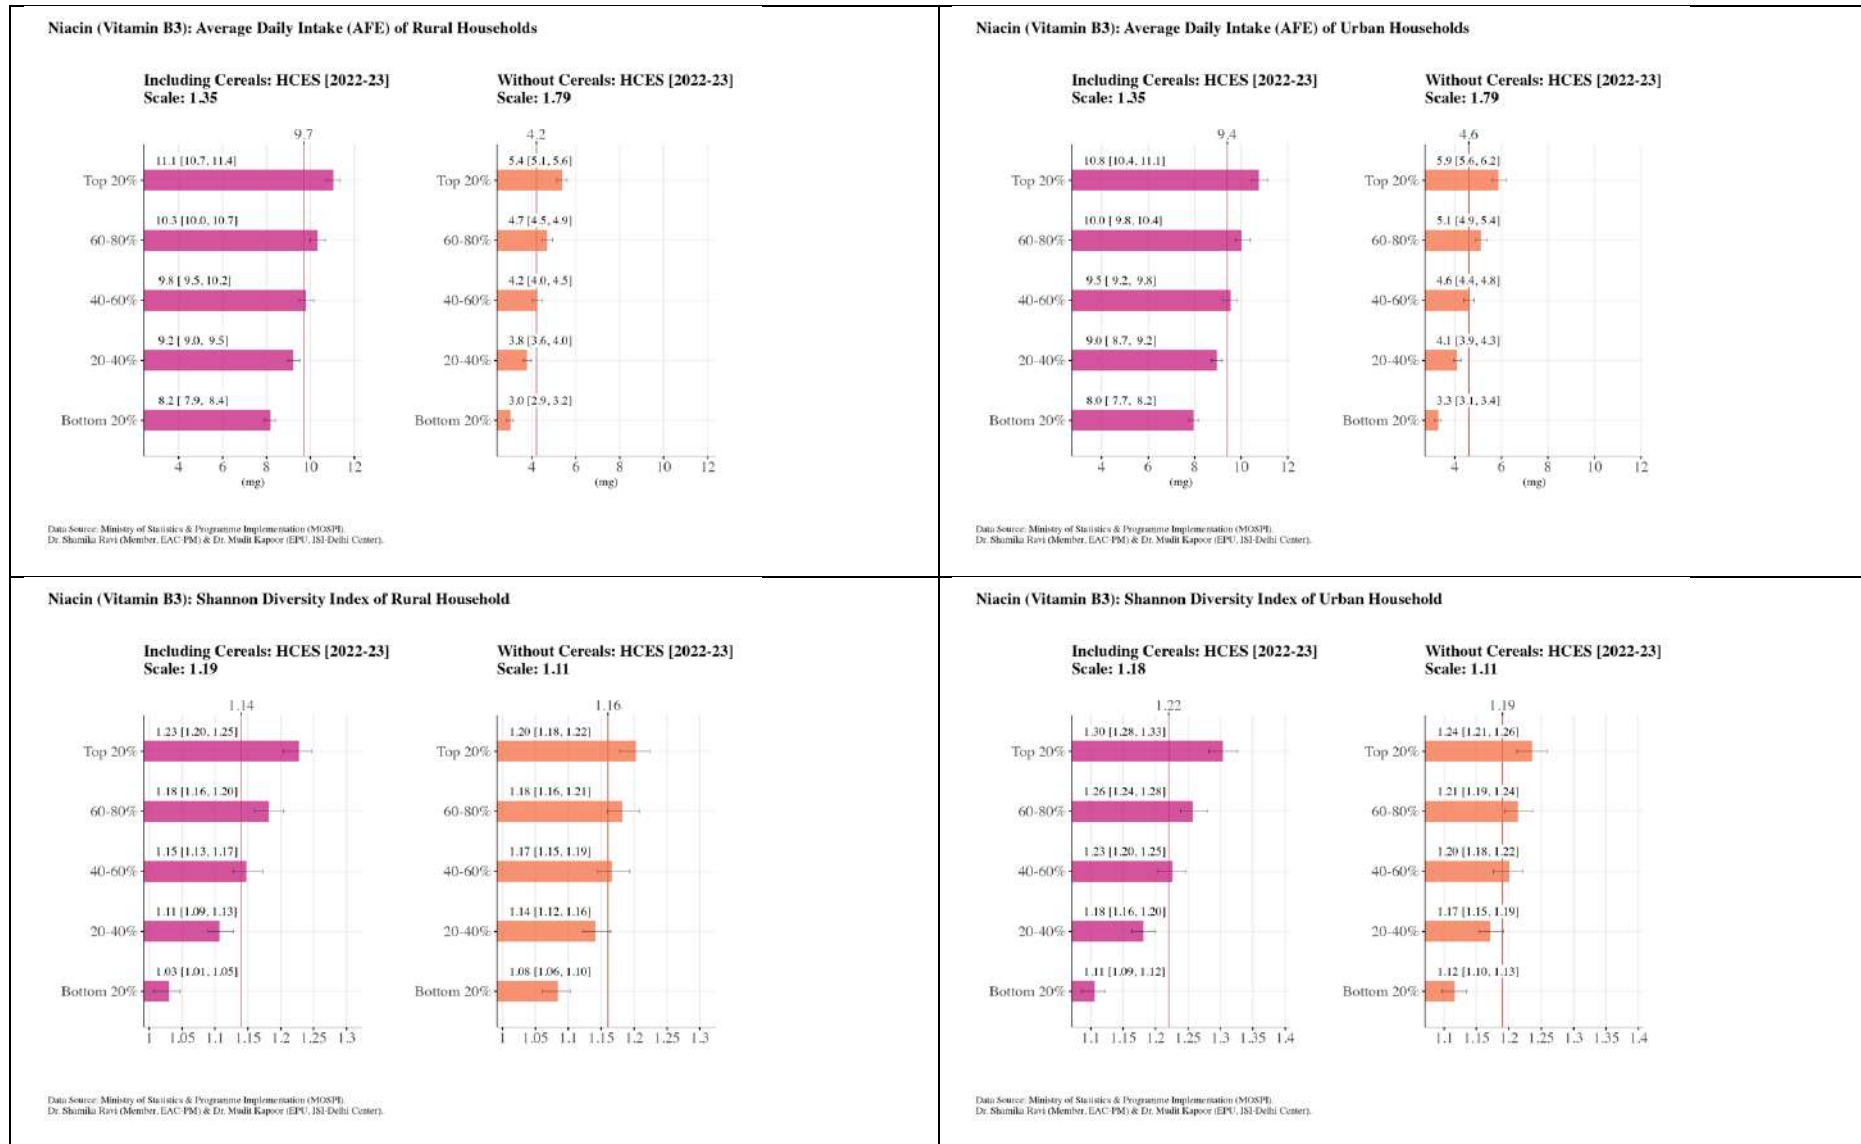 Niacin (Vitamin B3): Average Daily Intake (AFE) of Rural Households
Including Cereals: HCES [2022-23]
Scale: 1.35
9.7
Top 20%
11.1 [10.7, 11.4]
60-80%
10.3 [10.0, 10.7]
40-60%
9.8 [ 9.5, 10.2]
20-40%
9.2 [ 9.0, 9.5]
Bottom 20%
8.2 [ 7.9, 8.4]
4 6 8 10 12
(mg)
Without Cereals: HCES [2022-23]
Scale: 1.79
4.2
Top 20%
5.4 [5.1, 5.6]
60-80%
4.7 [4.5, 4.9]
40-60%
4.2 [4.0, 4.5]
20-40%
3.8 [3.6, 4.0]
Bottom 20%
3.0 [2.9, 3.2]
4 6 8 10 12
(mg)
Data Source: Ministry of Statistics & Programme Implementation (MOSPI).
Dr. Shamika Ravi (Member, EAC-PM) & Dr. Mudit Kapoor (EPU, ISI-Delhi Center).
Niacin (Vitamin B3): Average Daily Intake (AFE) of Urban Households
Including Cereals: HCES [2022-23]
Scale: 1.35
9.4
Top 20%
10.8 [10.4, 11.1]
60-80%
10.0 [ 9.8, 10.4]
40-60%
9.5 [ 9.2, 9.8]
20-40%
9.0 [ 8.7, 9.2]
Bottom 20%
8.0 [ 7.7, 8.2]
4 6 8 10 12
(mg)
Without Cereals: HCES [2022-23]
Scale: 1.79
4.6
Top 20%
5.9 [5.6, 6.2]
60-80%
5.1 [4.9, 5.4]
40-60%
4.6 [4.4, 4.8]
20-40%
4.1 [3.9, 4.3]
Bottom 20%
3.3 [3.1, 3.4]
4 6 8 10 12
(mg)
Data Source: Ministry of Statistics & Programme Implementation (MOSPI).
Dr. Shamika Ravi (Member, EAC-PM) & Dr. Mudit Kapoor (EPU, ISI-Delhi Center).
Niacin (Vitamin B3): Shannon Diversity Index of Rural Household
Including Cereals: HCES [2022-23]
Scale: 1.19
1.14
Top 20%
1.23 [1.20, 1.25]
60-80%
1.18 [1.16, 1.20]
40-60%
1.15 [1.13, 1.17]
20-40%
1.11 [1.09, 1.13]
Bottom 20%
1.03 [1.01, 1.05]
1 1.05 1.1 1.15 1.2 1.25 1.3
Without Cereals: HCES [2022-23]
Scale: 1.11
1.16
Top 20%
1.20 [1.18, 1.22]
60-80%
1.18 [1.16, 1.21]
40-60%
1.17 [1.15, 1.19]
20-40%
1.14 [1.12, 1.16]
Bottom 20%
1.08 [1.06, 1.10]
1 1.05 1.1 1.15 1.2 1.25 1.3
Data Source: Ministry of Statistics & Programme Implementation (MOSPI).
Dr. Shamika Ravi (Member, EAC-PM) & Dr. Mudit Kapoor (EPU, ISI-Delhi Center).
Niacin (Vitamin B3): Shannon Diversity Index of Urban Household
Including Cereals: HCES [2022-23]
Scale: 1.18
1.22
Top 20%
1.30 [1.28, 1.33]
60-80%
1.26 [1.24, 1.28]
40-60%
1.23 [1.20, 1.25]
20-40%
1.18 [1.16, 1.20]
Bottom 20%
1.11 [1.09, 1.12]
1.1 1.15 1.2 1.25 1.3 1.35 1.4
Without Cereals: HCES [2022-23]
Scale: 1.11
1.19
Top 20%
1.24 [1.21, 1.26]
60-80%
1.21 [1.19, 1.24]
40-60%
1.20 [1.18, 1.22]
20-40%
1.17 [1.15, 1.19]
Bottom 20%
1.12 [1.10, 1.13]
1.1 1.15 1.2 1.25 1.3 1.35 1.4
Data Source: Ministry of Statistics & Programme Implementation (MOSPI).
Dr. Shamika Ravi (Member, EAC-PM) & Dr. Mudit Kapoor (EPU, ISI-Delhi Center).